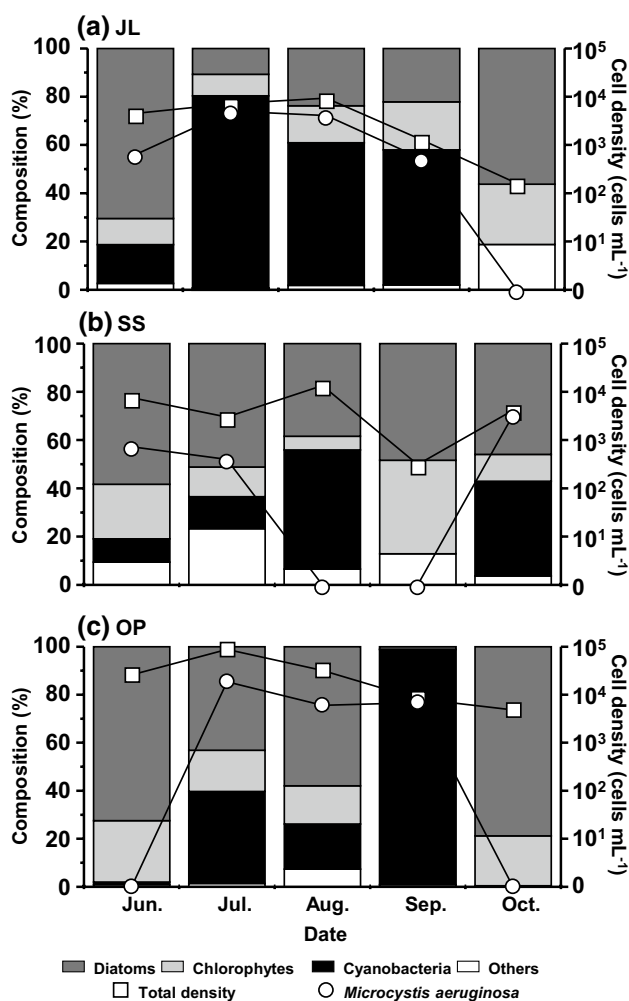 (a) JL
Composition (%)
100
80
60
40
20
0
10⁵
10⁴
10³
10²
10¹
0
Cell density (cells mL⁻¹)
(b) SS
Composition (%)
100
80
60
40
20
0
10⁵
10⁴
10³
10²
10¹
0
Cell density (cells mL⁻¹)
(c) OP
Composition (%)
100
80
60
40
20
0
10⁵
10⁴
10³
10²
10¹
0
Cell density (cells mL⁻¹)
Jun. Jul. Aug. Sep. Oct.
Date
Diatoms Chlorophytes Cyanobacteria Others
Total density Microcystis aeruginosa